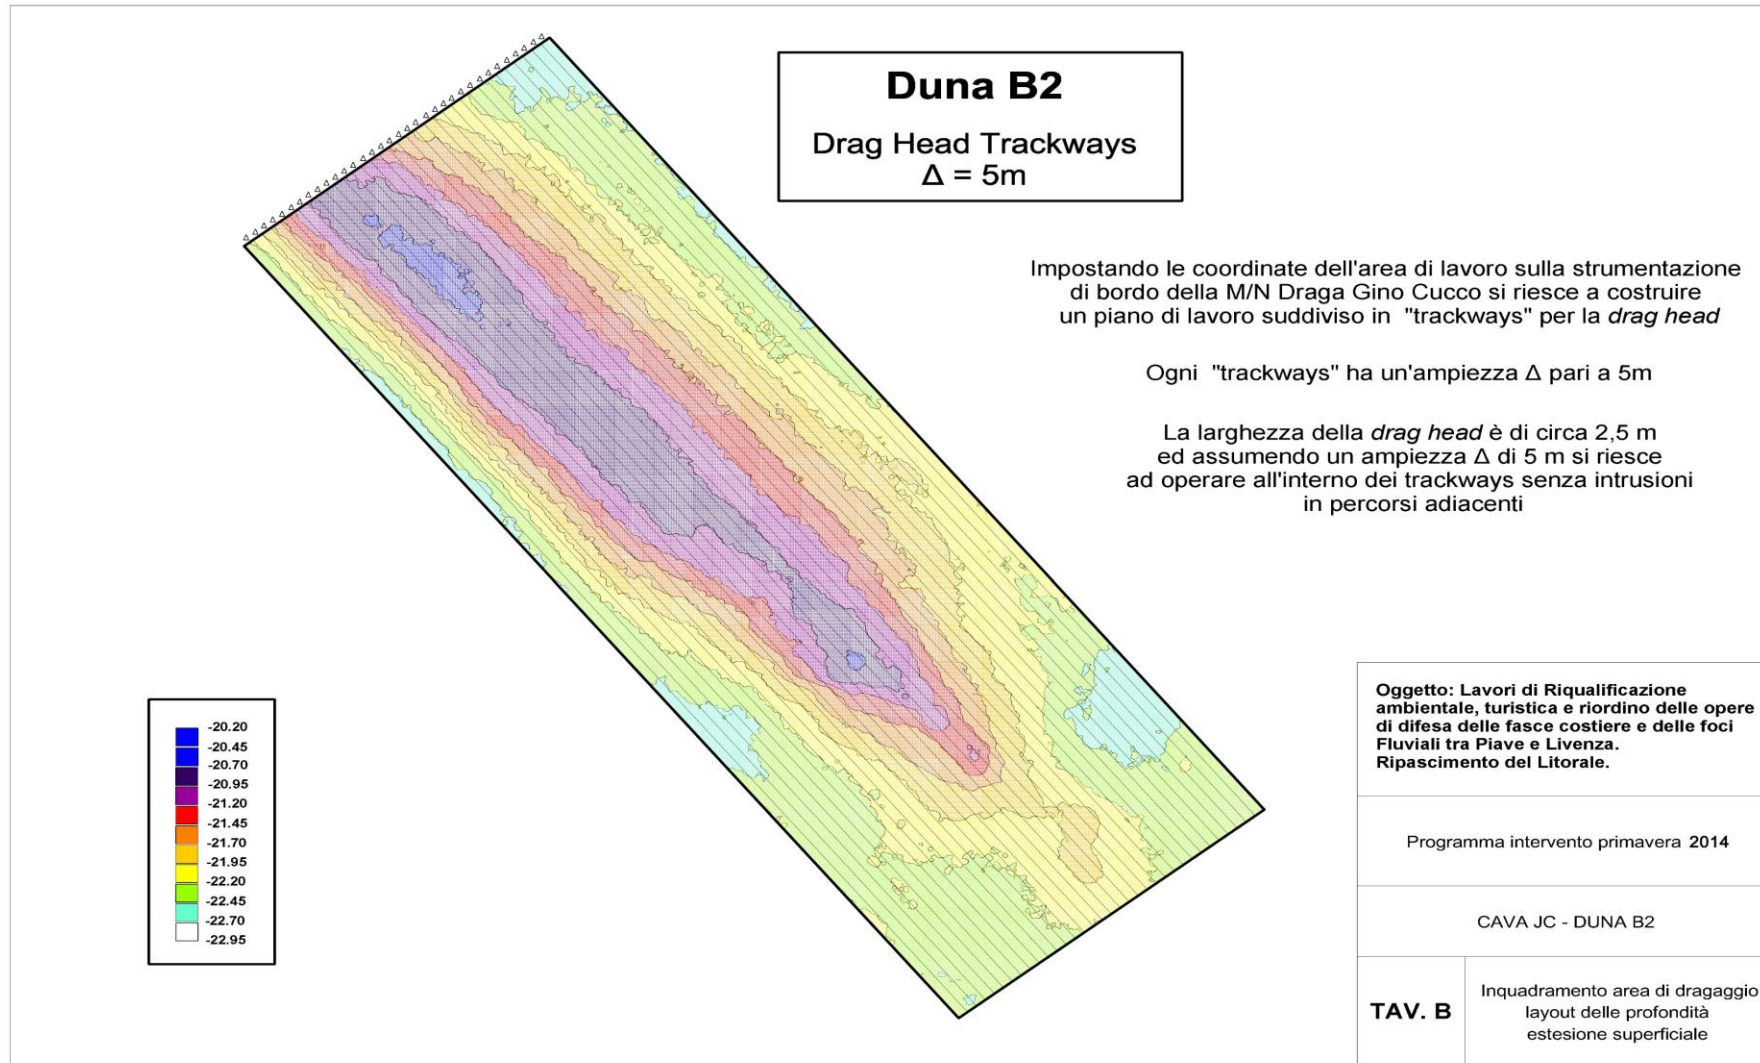 Duna B2
Drag Head Trackways
Δ = 5m
Impostando le coordinate dell'area di lavoro sulla strumentazione
di bordo della M/N Draga Gino Cucco si riesce a costruire
un piano di lavoro suddiviso in "trackways" per la drag head
Ogni "trackways" ha un'ampiezza Δ pari a 5m
La larghezza della drag head è di circa 2,5 m
ed assumendo un ampiezza Δ di 5 m si riesce
ad operare all'interno dei trackways senza intrusioni
in percorsi adiacenti
-20.20
-20.45
-20.70
-20.95
-21.20
-21.45
-21.70
-21.95
-22.20
-22.45
-22.70
-22.95
Oggetto: Lavori di Riqualificazione
ambientale, turistica e riordino delle opere
di difesa delle fasce costiere e delle foci
Fluviali tra Piave e Livenza.
Ripascimento del Litorale.
Programma intervento primavera 2014
CAVA JC - DUNA B2
TAV. B
Inquadramento area di dragaggio
layout delle profondità
estesione superficiale